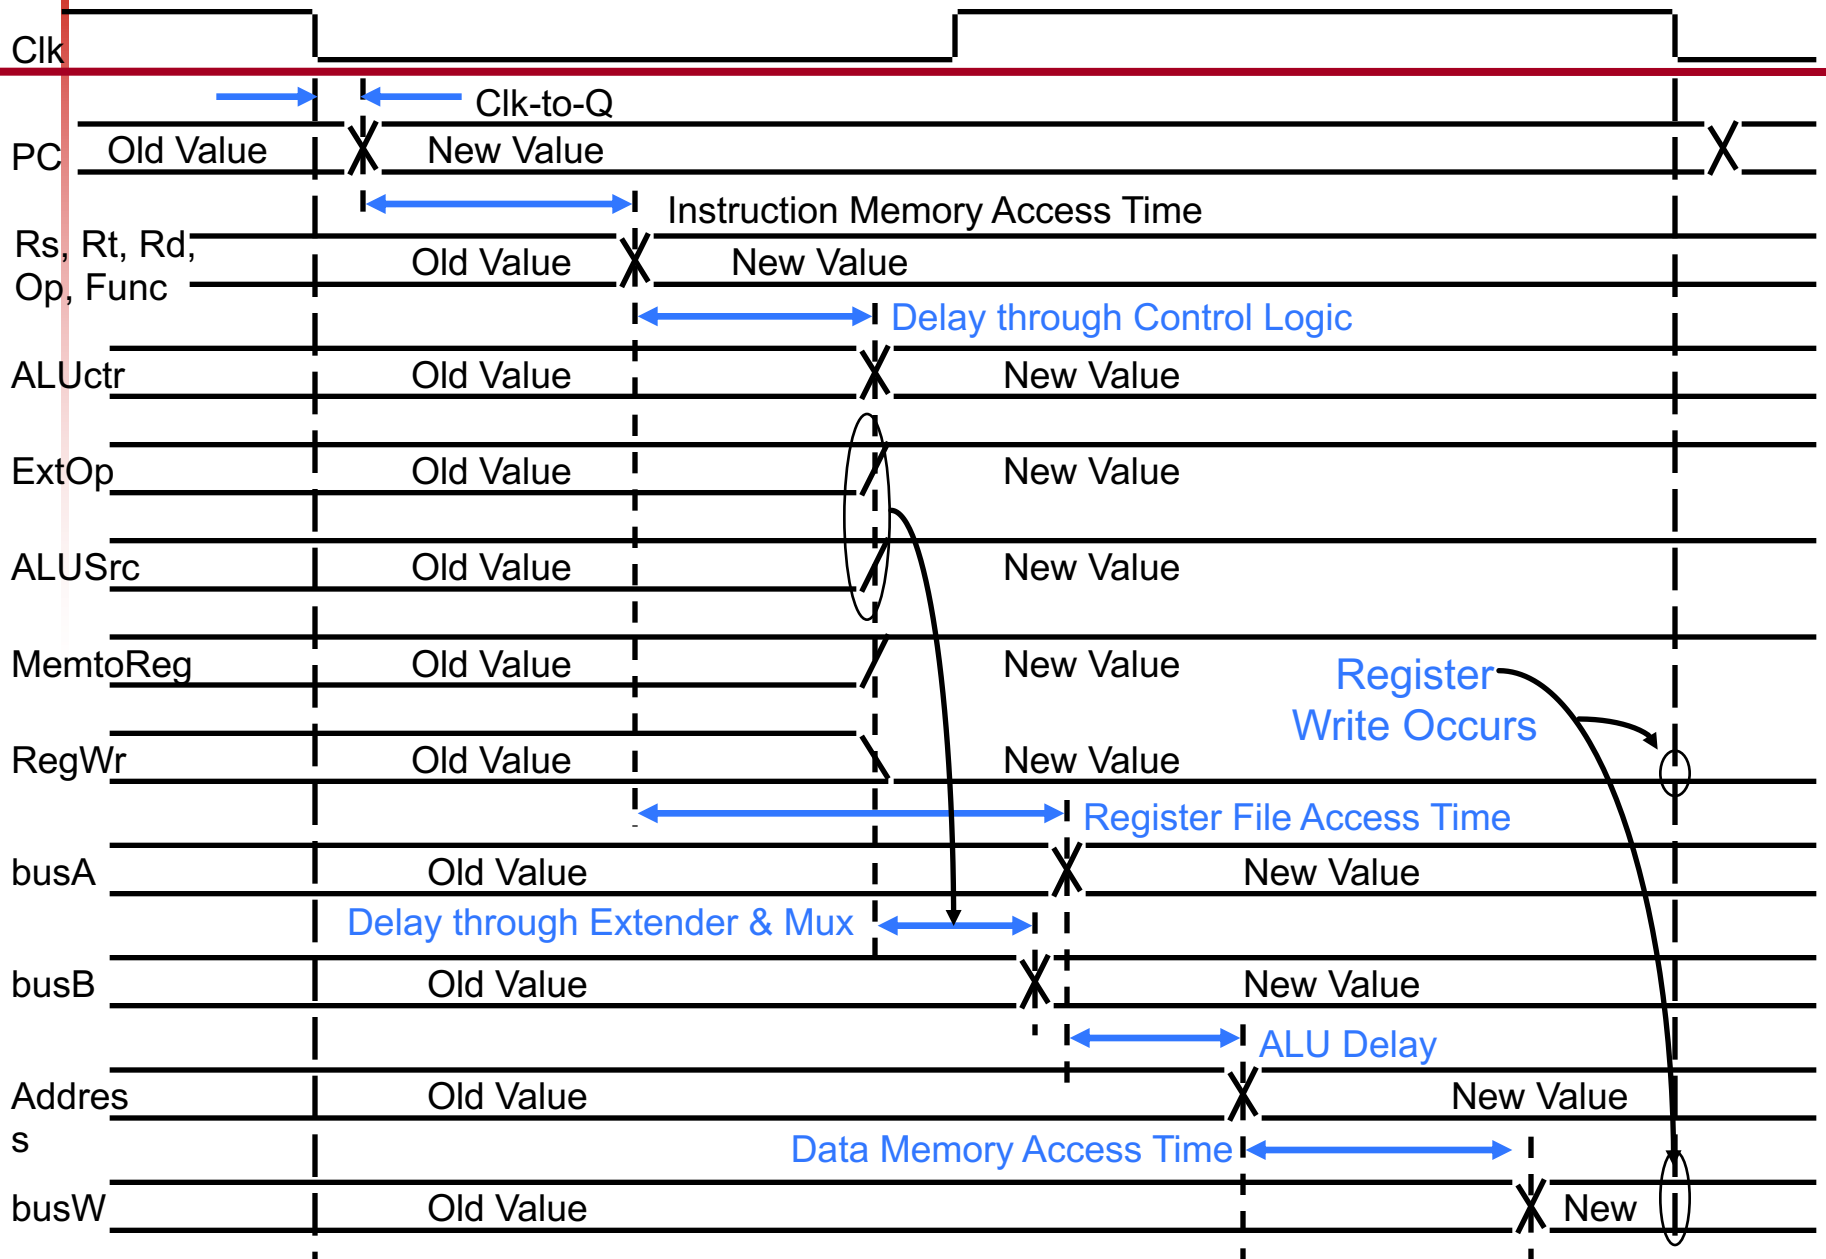 Clk
Clk-to-Q
PC Old Value New Value
Instruction Memory Access Time
Rs, Rt, Rd,
Op, Func Old Value New Value
Delay through Control Logic
ALUctr Old Value New Value
ExtOp Old Value New Value
ALUSrc Old Value New Value
MemtoReg Old Value New Value
Register
Write Occurs
RegWr Old Value New Value
Register File Access Time
busA Old Value New Value
Delay through Extender & Mux
busB Old Value New Value
ALU Delay
Addres Old Value New Value
s
Data Memory Access Time
busW Old Value New